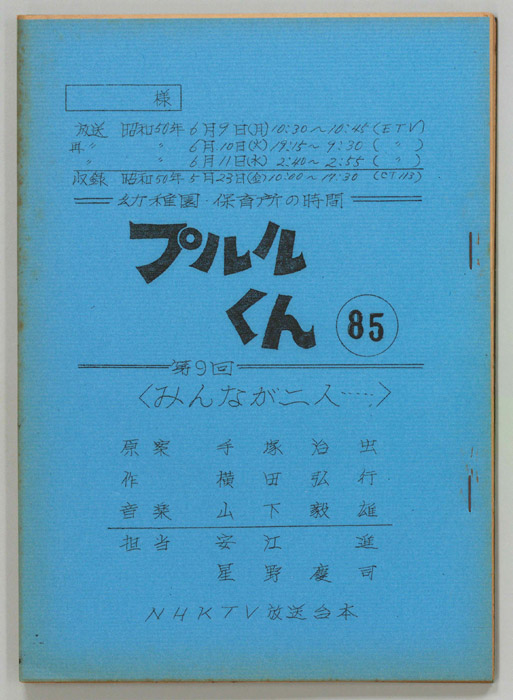 様
放送 昭和50年 6月9日(月)10:30~10:45(ETV)
再〃 〃 6月10日(火)19:15~9:30(〃)
〃 〃 6月11日(水)2:40~2:55(〃)
収録 昭和50年5月23日(金)10:00~17:30(CT113)
幼稚園・保育所の時間
プルル
くん
85
第9回
〈みんなが二人……〉
原案 手塚治虫
作 横田弘行
音楽 山下毅雄
担当 安江進
星野慶司
NHKTV放送台本